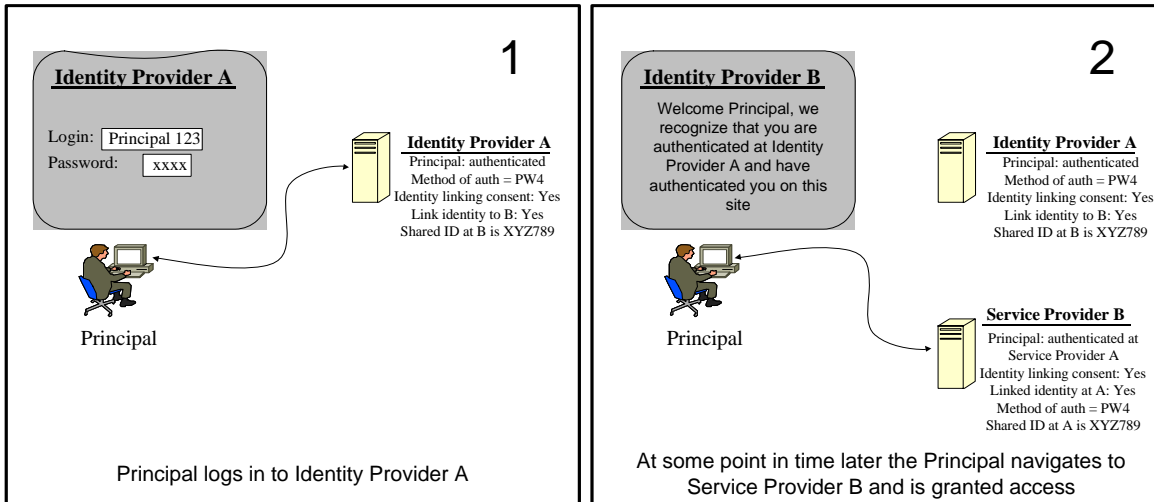 1
Identity Provider A
Login: Principal 123
Password: xxxx
Identity Provider A
Principal: authenticated
Method of auth = PW4
Identity linking consent: Yes
Link identity to B: Yes
Shared ID at B is XYZ789
Principal
Principal logs in to Identity Provider A
2
Identity Provider B
Welcome Principal, we
recognize that you are
authenticated at Identity
Provider A and have
authenticated you on this
site
Identity Provider A
Principal: authenticated
Method of auth = PW4
Identity linking consent: Yes
Link identity to B: Yes
Shared ID at B is XYZ789
Principal
Service Provider B
Principal: authenticated at
Service Provider A
Identity linking consent: Yes
Linked identity at A: Yes
Method of auth = PW4
Shared ID at A is XYZ789
At some point in time later the Principal navigates to
Service Provider B and is granted access